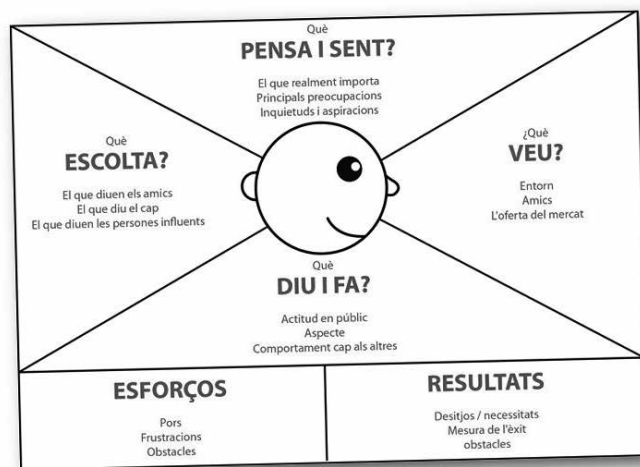 Què
PENSA I SENT?
El que realment importa
Principals preocupacions
Inquietuds i aspiracions
Què
ESCOLTA?
El que diuen els amics
El que diu el cap
El que diuen les persones influents
¿Què
VEU?
Entorn
Amics
L'oferta del mercat
Què
DIU I FA?
Actitud en públic
Aspecte
Comportament cap als altres
ESFORÇOS
Pors
Frustracions
Obstacles
RESULTATS
Desitjos / necessitats
Mesura de l'èxit
obstacles